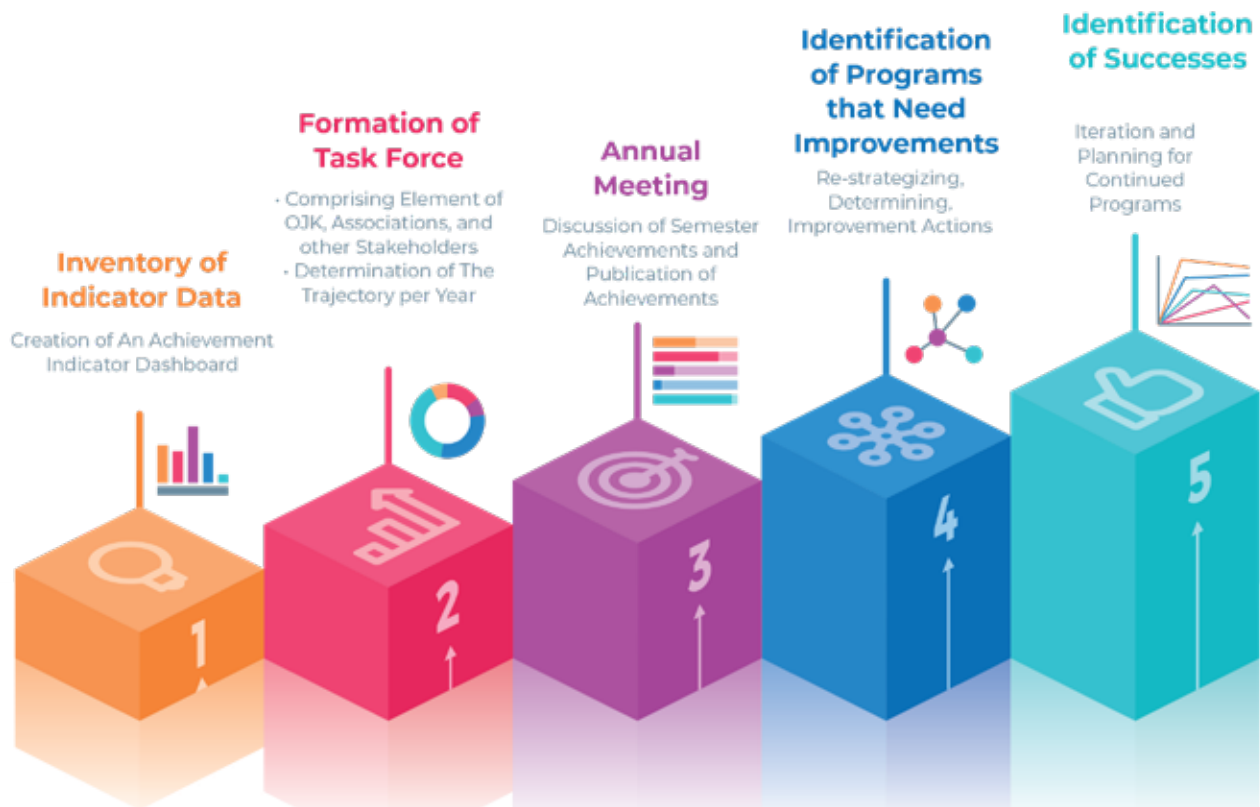 Inventory of
Indicator Data
Creation of An Achievement
Indicator Dashboard
1
Formation of
Task Force
• Comprising Element of
OJK, Associations, and
other Stakeholders
• Determination of The
Trajectory per Year
2
Annual
Meeting
Discussion of Semester
Achievements and
Publication of
Achievements
3
Identification
of Programs
that Need
Improvements
Re-strategizing,
Determining,
Improvement Actions
4
Identification
of Successes
Iteration and
Planning for
Continued
Programs
5